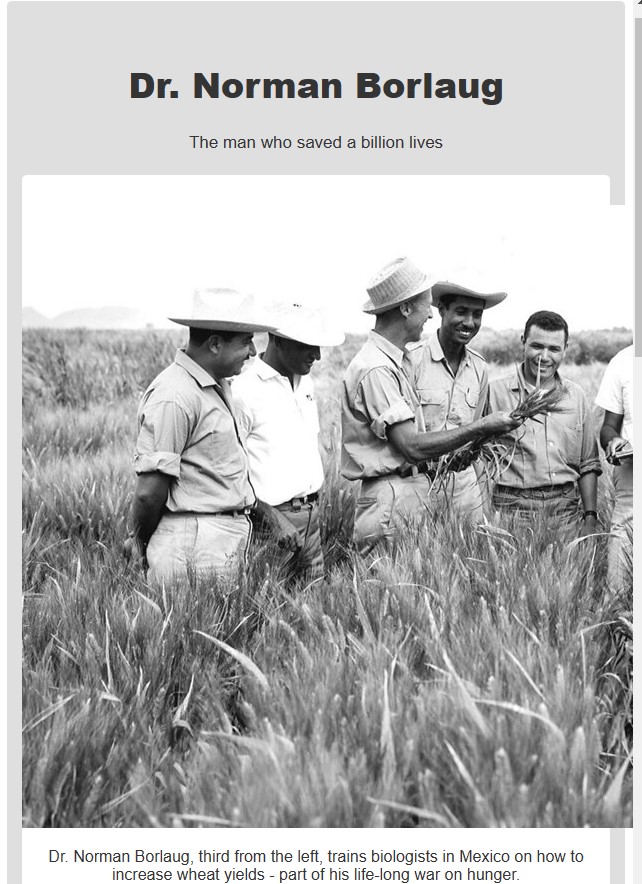 Dr. Norman Borlaug
The man who saved a billion lives
Dr. Norman Borlaug, third from the left, trains biologists in Mexico on how to
increase wheat yields - part of his life-long war on hunger.